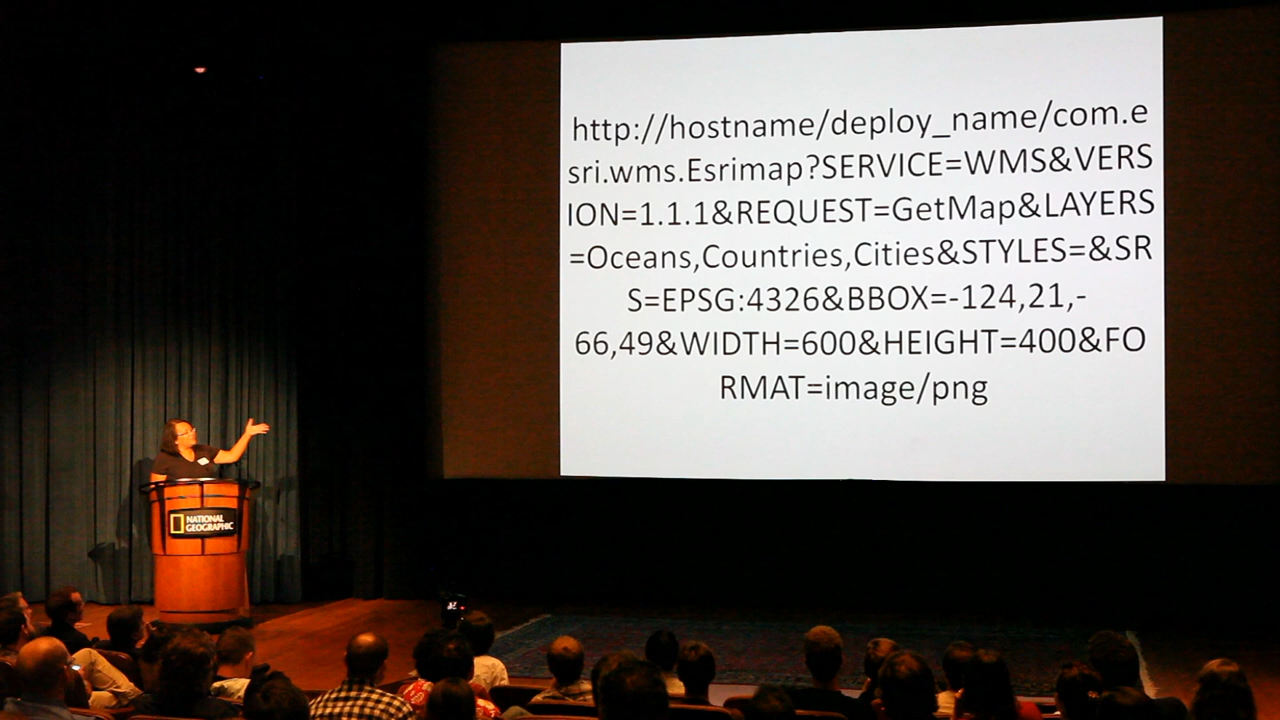 http://hostname/deploy_name/com.e
sri.wms.Esrimap?SERVICE=WMS&VERS
ION=1.1.1&REQUEST=GetMap&LAYERS
=Oceans,Countries,Cities&STYLES=&SR
S=EPSG:4326&BBOX=-124,21,-
66,49&WIDTH=600&HEIGHT=400&FO
RMAT=image/png
NATIONAL
GEOGRAPHIC